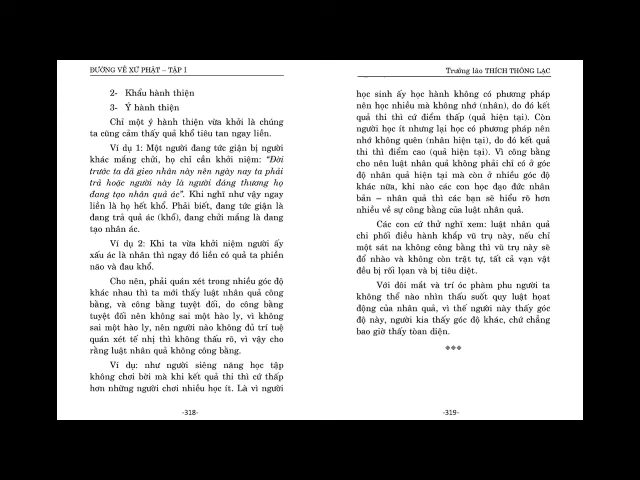 ĐƯỜNG VỀ XỨ PHẬT – TẬP I
2- Khẩu hành thiện
3- Ý hành thiện
Chỉ một ý hành thiện vừa khởi là chúng
ta cũng cảm thấy quả khổ tiêu tan ngay liền.
Ví dụ 1: Một người đang tức giận bị người
khác mắng chửi, họ chỉ cần khởi niệm: “Đời
trước ta đã gieo nhân này nên ngày nay ta phải
trả hoặc người này là người đáng thương họ
đang tạo nhân quả ác”. Khi nghĩ như vậy ngay
liền là họ hết khổ. Phải biết, đang tức giận là
đang trả quả ác (khổ), đang chửi mắng là đang
tạo nhân ác.
Ví dụ 2: Khi ta vừa khởi niệm người ấy
xấu ác là nhân thì ngay đó liền có quả ta phiền
não và đau khổ.
Cho nên, phải quán xét trong nhiều góc độ
khác nhau thì ta mới thấy luật nhân quả công
bằng, và công bằng tuyệt đối, do công bằng
tuyệt đối nên không sai một hào ly, vì không
sai một hào ly, nên người nào không đủ trí tuệ
quán xét tế nhị thì không thấu rõ, vì vậy cho
rằng luật nhân quả không công bằng.
Ví dụ: như người siêng năng học tập
không chơi bời mà khi kết quả thi thì cứ thấp
hơn những người chơi nhiều học ít. Là vì người
-318-
Trưởng lão THÍCH THÔNG LẠC
học sinh ấy học hành không có phương pháp
nên học nhiều mà không nhớ (nhân), do đó kết
quả thi thì cứ điểm thấp (quả hiện tại). Còn
người học ít nhưng lại học có phương pháp nên
nhớ không quên (nhân hiện tại), do đó kết quả
thi thì điểm cao (quả hiện tại). Vì công bằng
cho nên luật nhân quả không phải chỉ có ở góc
độ nhân quả hiện tại mà còn ở nhiều góc độ
khác nữa, khi nào các con học đạo đức nhân
bản – nhân quả thì các bạn sẽ hiểu rõ hơn
nhiều về sự công bằng của luật nhân quả.
Các con cứ thử nghĩ xem: luật nhân quả
chi phối điều hành khắp vũ trụ này, nếu chỉ
một sát na không công bằng thì vũ trụ này sẽ
đổ nhào và không còn trật tự, tất cả vạn vật
đều bị rối loạn và bị tiêu diệt.
Với đôi mắt và trí óc phàm phu người ta
không thể nào nhìn thấu suốt quy luật hoạt
động của nhân quả, vì thế người này thấy góc
độ này, người kia thấy góc độ khác, chứ chẳng
bao giờ thấy tòan diện.
***
-319-